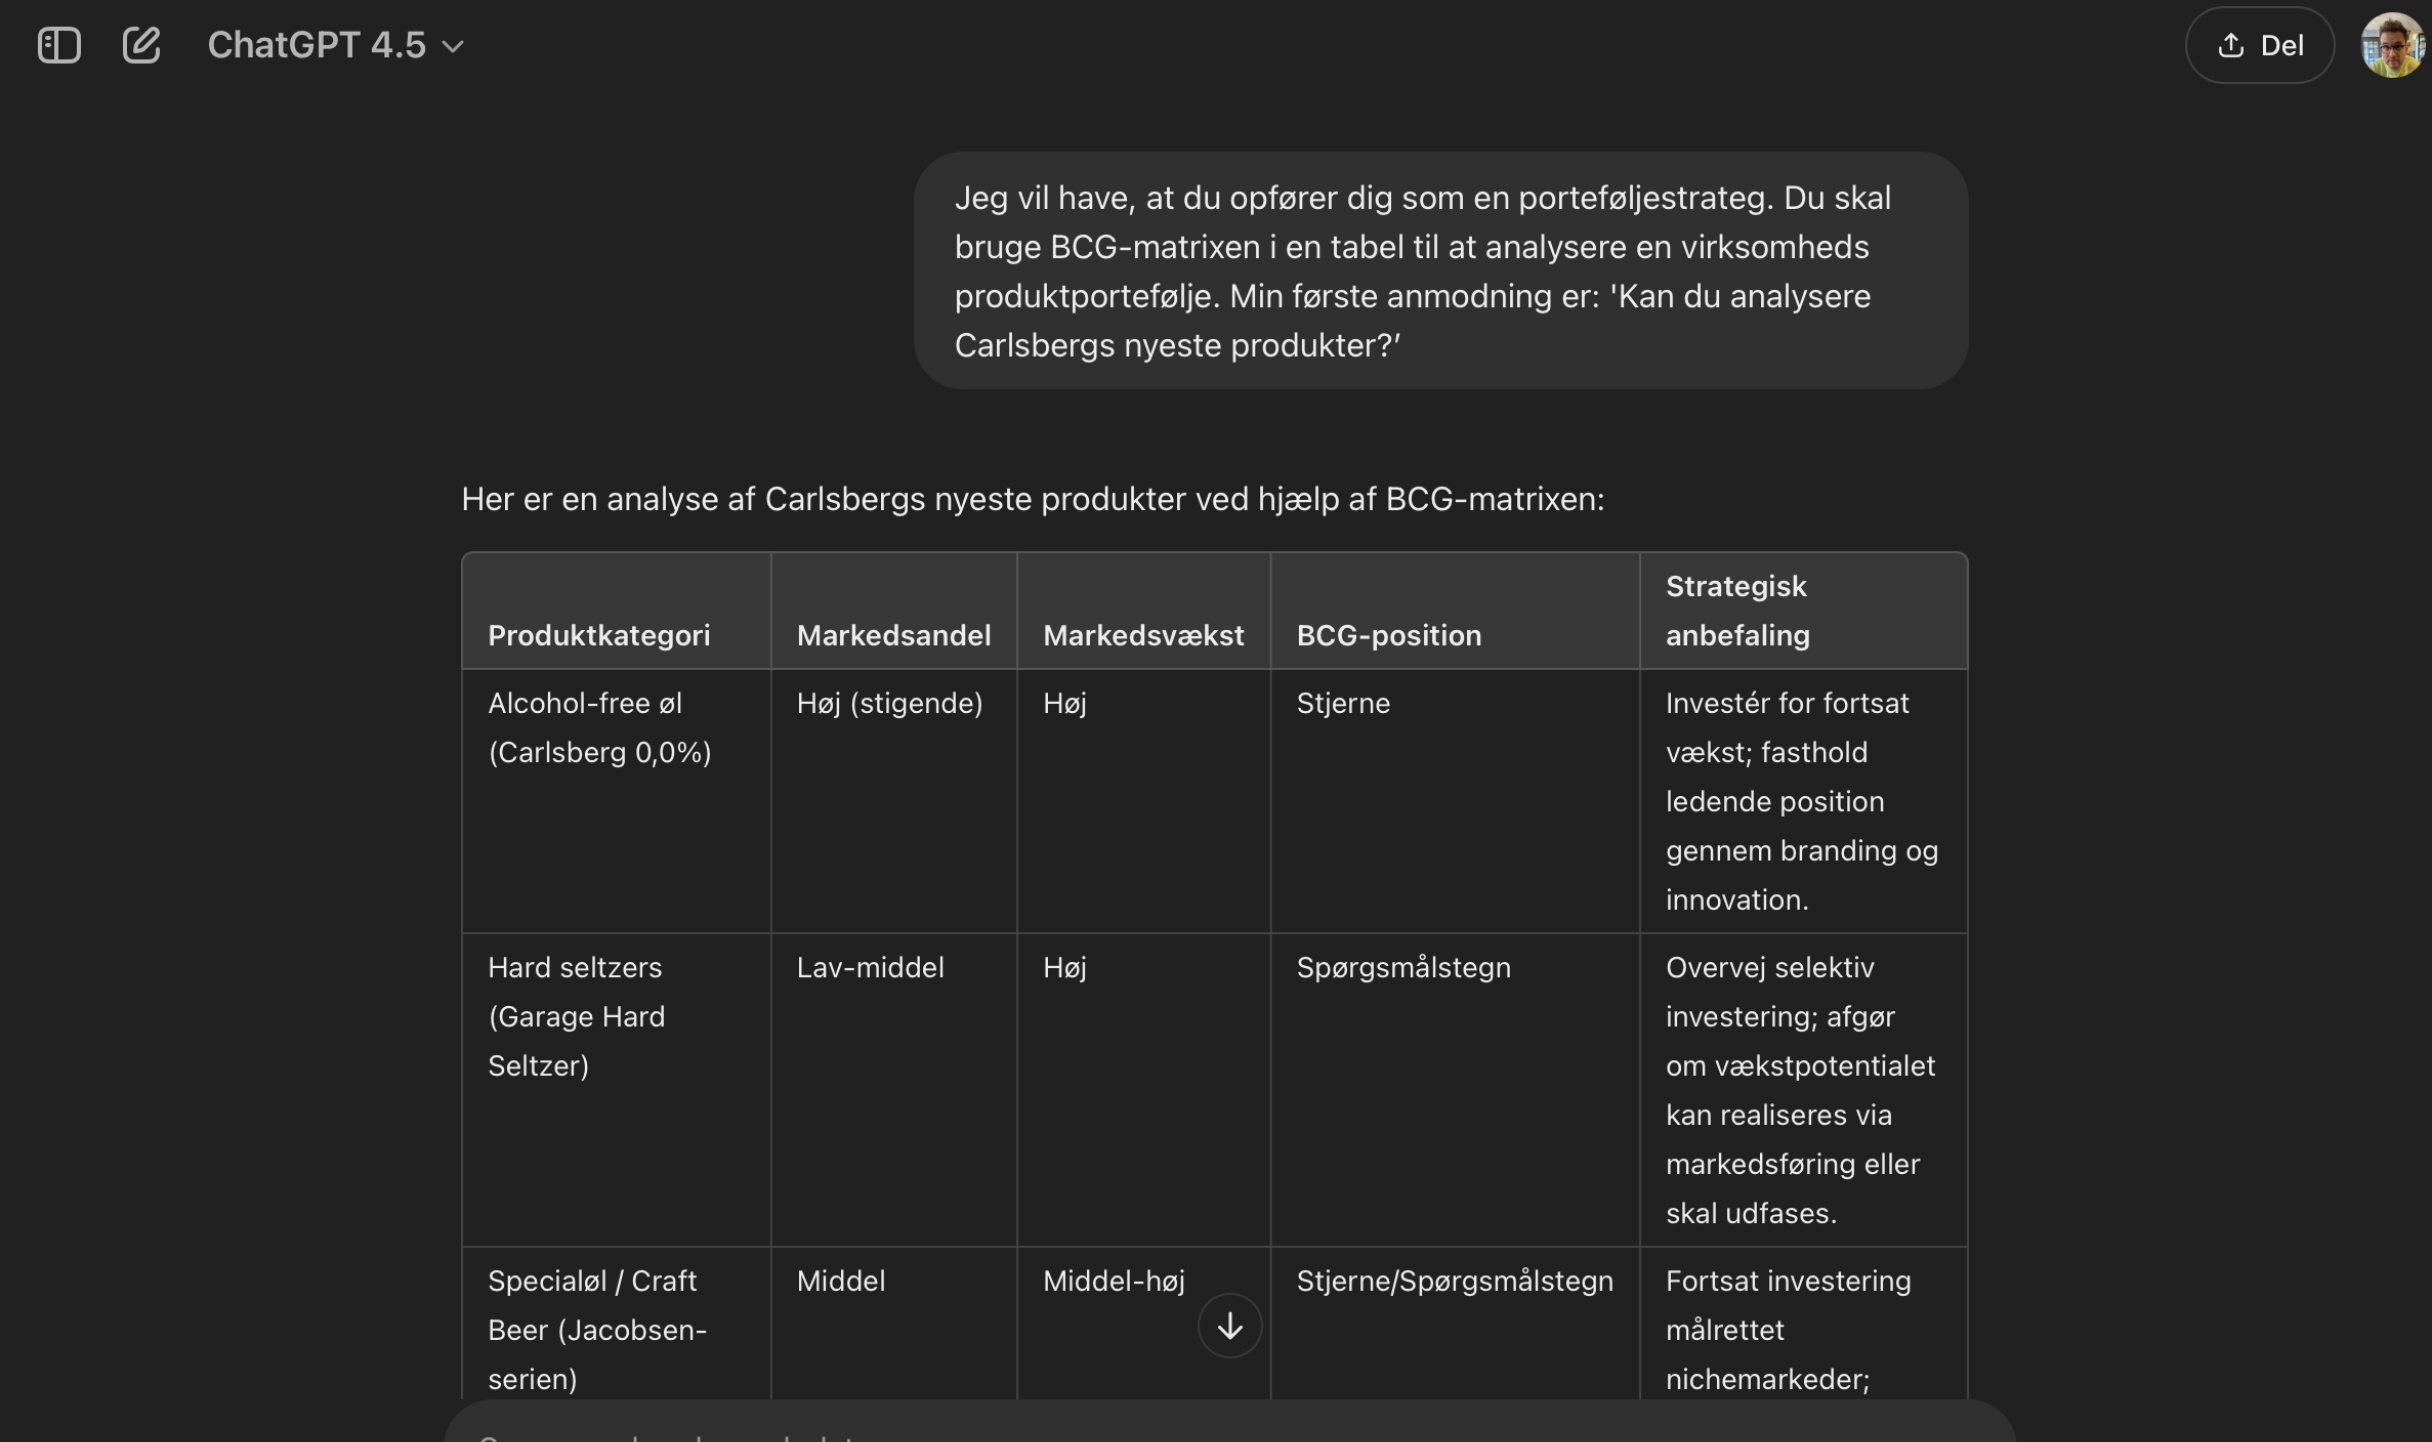 ChatGPT 4.5
Del
Jeg vil have, at du opfører dig som en porteføljestrateg. Du skal
bruge BCG-matrixen i en tabel til at analysere en virksomheds
produktportefølje. Min første anmodning er: 'Kan du analysere
Carlsbergs nyeste produkter?’
Her er en analyse af Carlsbergs nyeste produkter ved hjælp af BCG-matrixen:
Produktkategori
Markedsandel
Markedsvækst
BCG-position
Strategisk
anbefaling
Alcohol-free øl
(Carlsberg 0,0%)
Høj (stigende)
Høj
Stjerne
Investér for fortsat
vækst; fasthold
ledende position
gennem branding og
innovation.
Hard seltzers
(Garage Hard
Seltzer)
Lav-middel
Høj
Spørgsmålstegn
Overvej selektiv
investering; afgør
om vækstpotentialet
kan realiseres via
markedsføring eller
skal udfases.
Specialøl / Craft
Beer (Jacobsen-
serien)
Middel
Middel-høj
Stjerne/Spørgsmålstegn
Fortsat investering
målrettet
nichemarkeder;